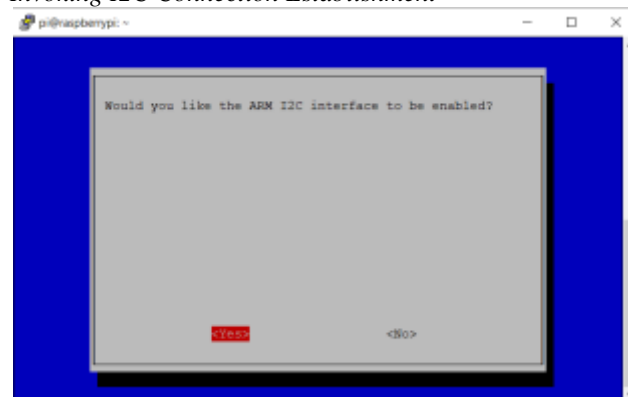 Invoking I2C Connection Establishment
pi@raspberrypi: ~
Would you like the ARM I2C interface to be enabled?
<Yes>
<No>